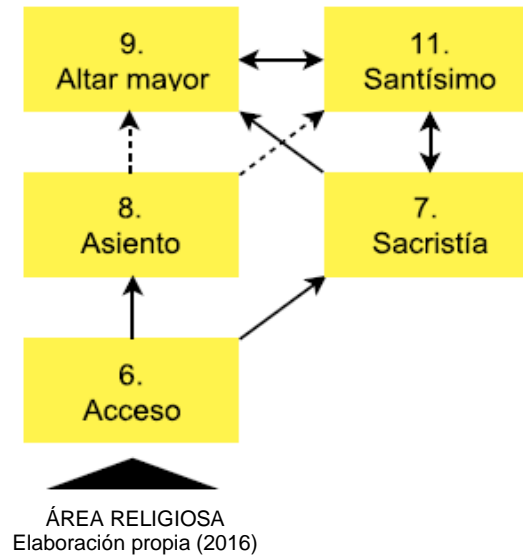 9.
Altar mayor
11.
Santísimo
8.
Asiento
7.
Sacristía
6.
Acceso
ÁREA RELIGIOSA
Elaboración propia (2016)